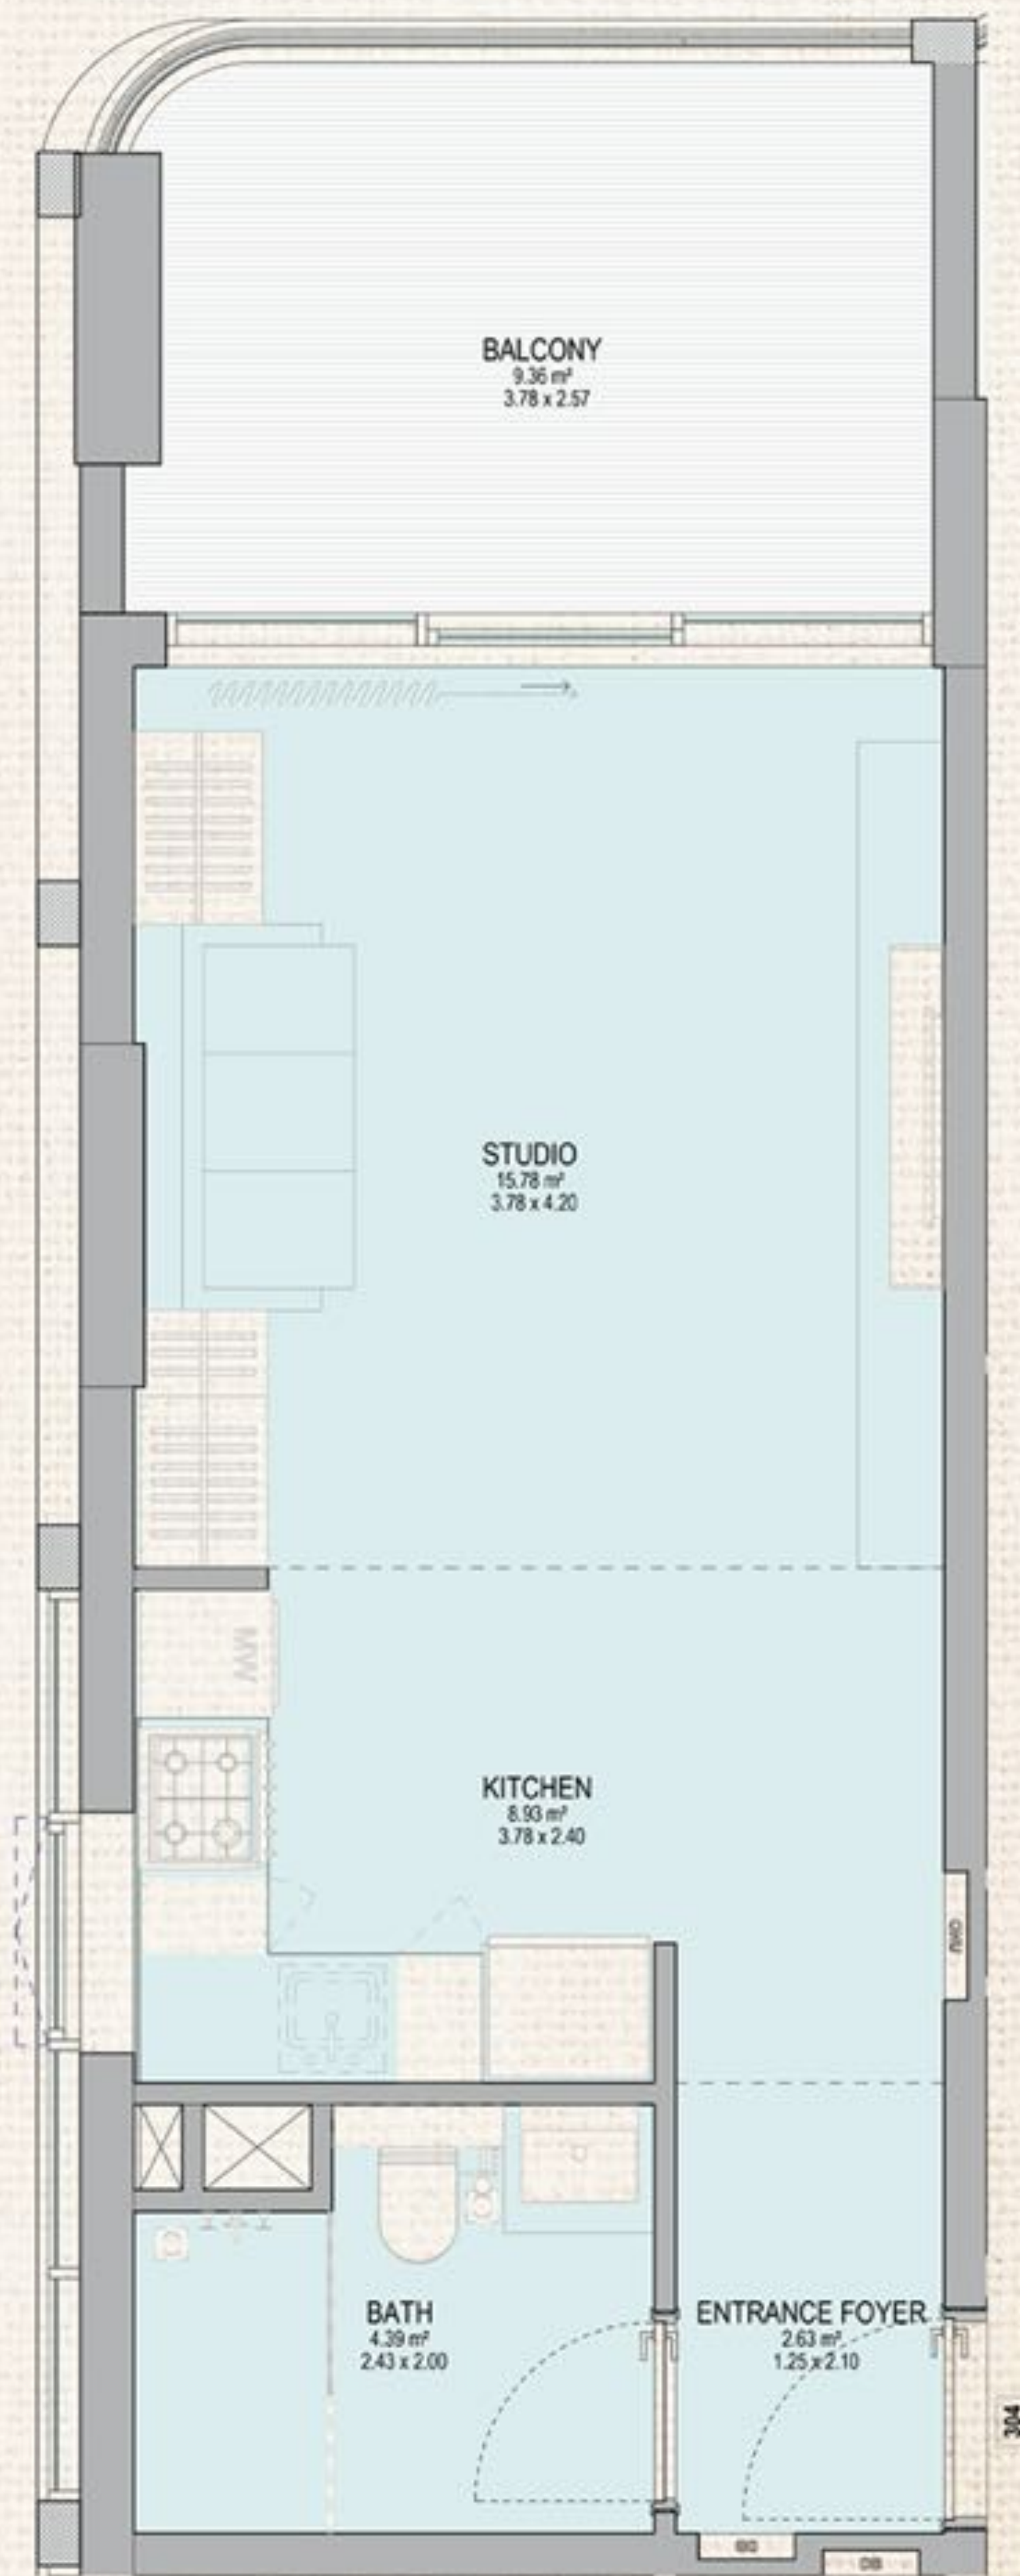 BALCONY
9.36 m²
3.78 x 2.57
STUDIO
15.78 m²
3.78 x 4.20
MW
KITCHEN
8.93 m²
3.78 x 2.40
BATH
4.39 m²
2.43 x 2.00
ENTRANCE FOYER
2.63 m²
1.25 x 2.10
304
DB